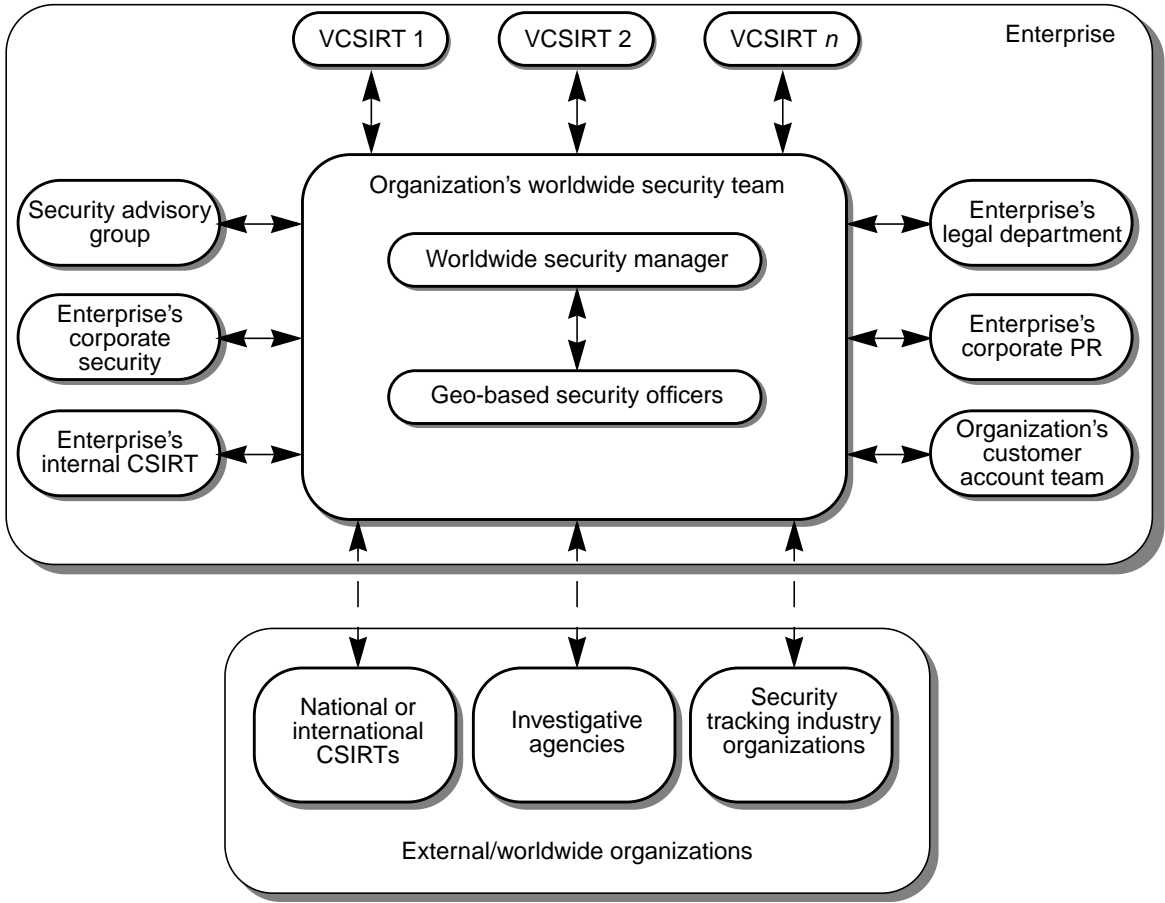 VCSIRT 1
VCSIRT 2
VCSIRT n
Enterprise
Organization’s worldwide security team
Security advisory
group
Enterprise’s
legal department
Worldwide security manager
Enterprise’s
corporate
security
Enterprise’s
corporate PR
Geo-based security officers
Enterprise’s
internal CSIRT
Organization’s
customer
account team
National or
international
CSIRTs
Investigative
agencies
Security
tracking industry
organizations
External/worldwide organizations